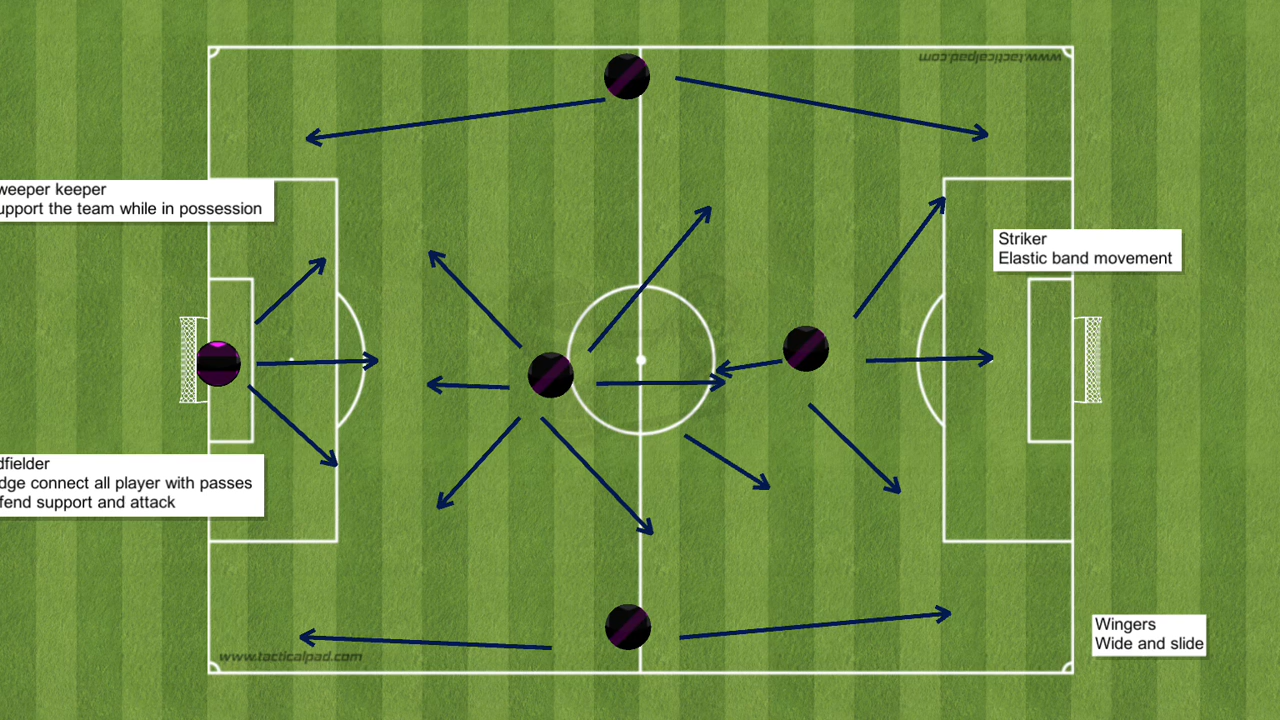 www.tacticalpad.com
weeper keeper
upport the team while in possession
Striker
Elastic band movement
dfielder
dge connect all player with passes
fend support and attack
Wingers
Wide and slide
www.tacticalpad.com